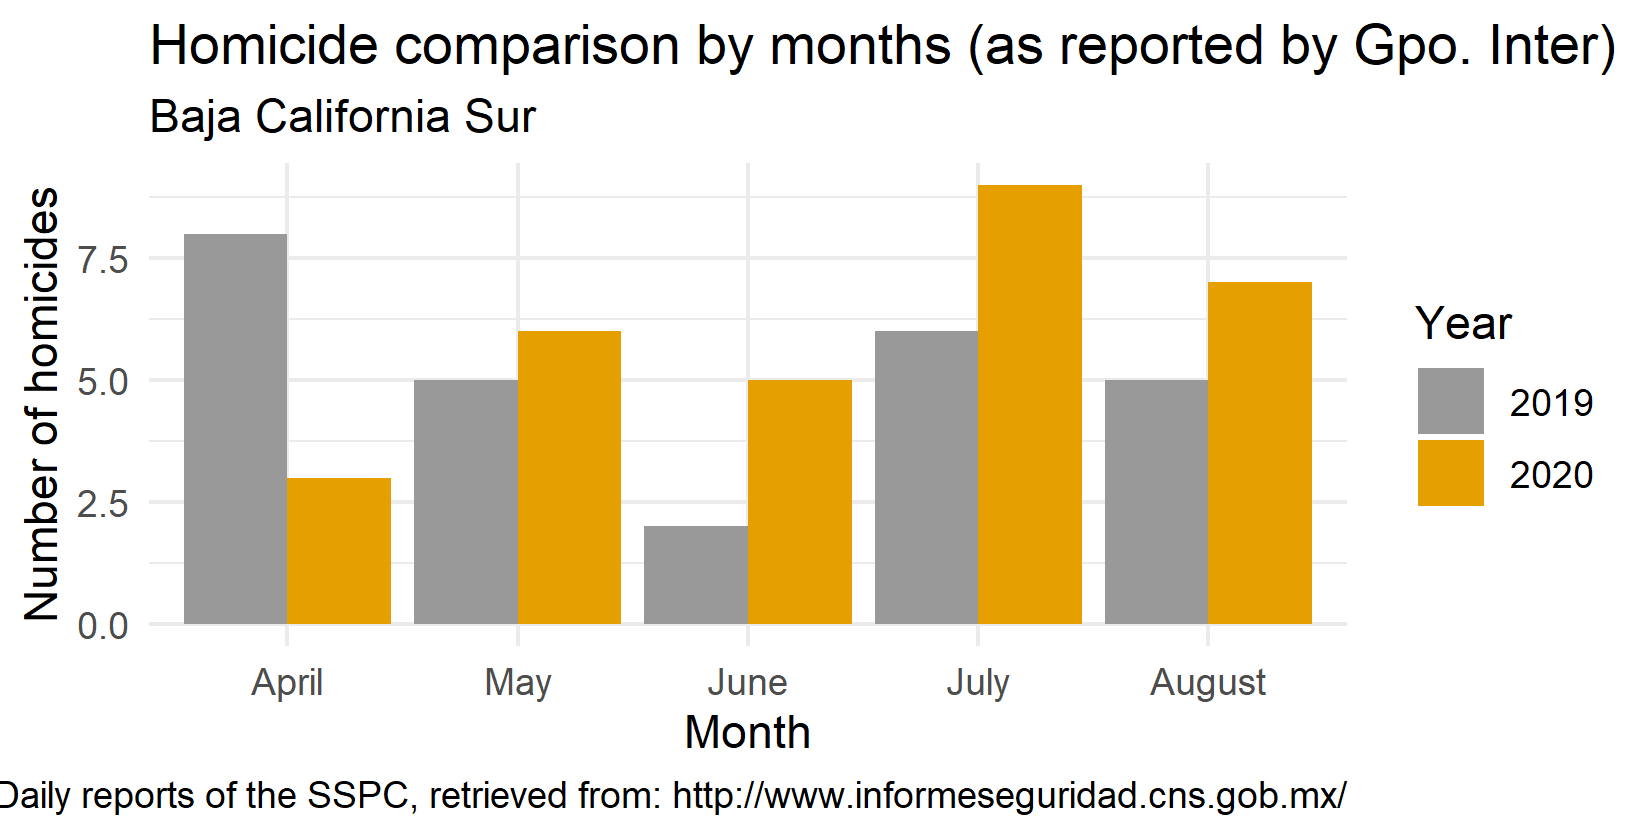 Homicide comparison by months (as reported by Gpo. Inter)
Baja California Sur
Number of homicides
7.5
5.0
2.5
0.0
April May June July August
Month
Year
2019
2020
Daily reports of the SSPC, retrieved from: http://www.informeseguridad.cns.gob.mx/